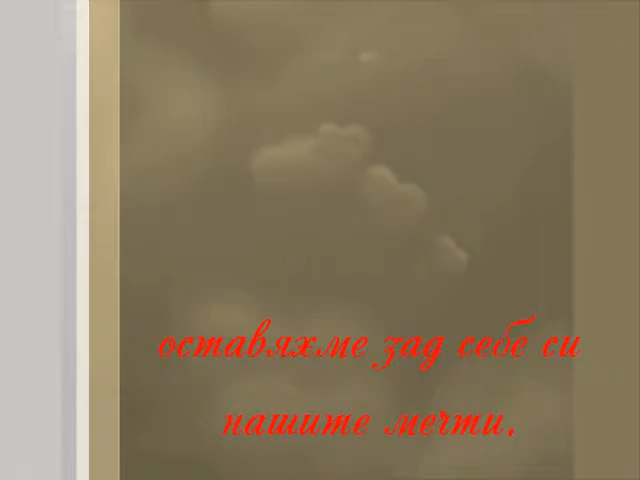 оставяхме зад себе си
нашите мечти.